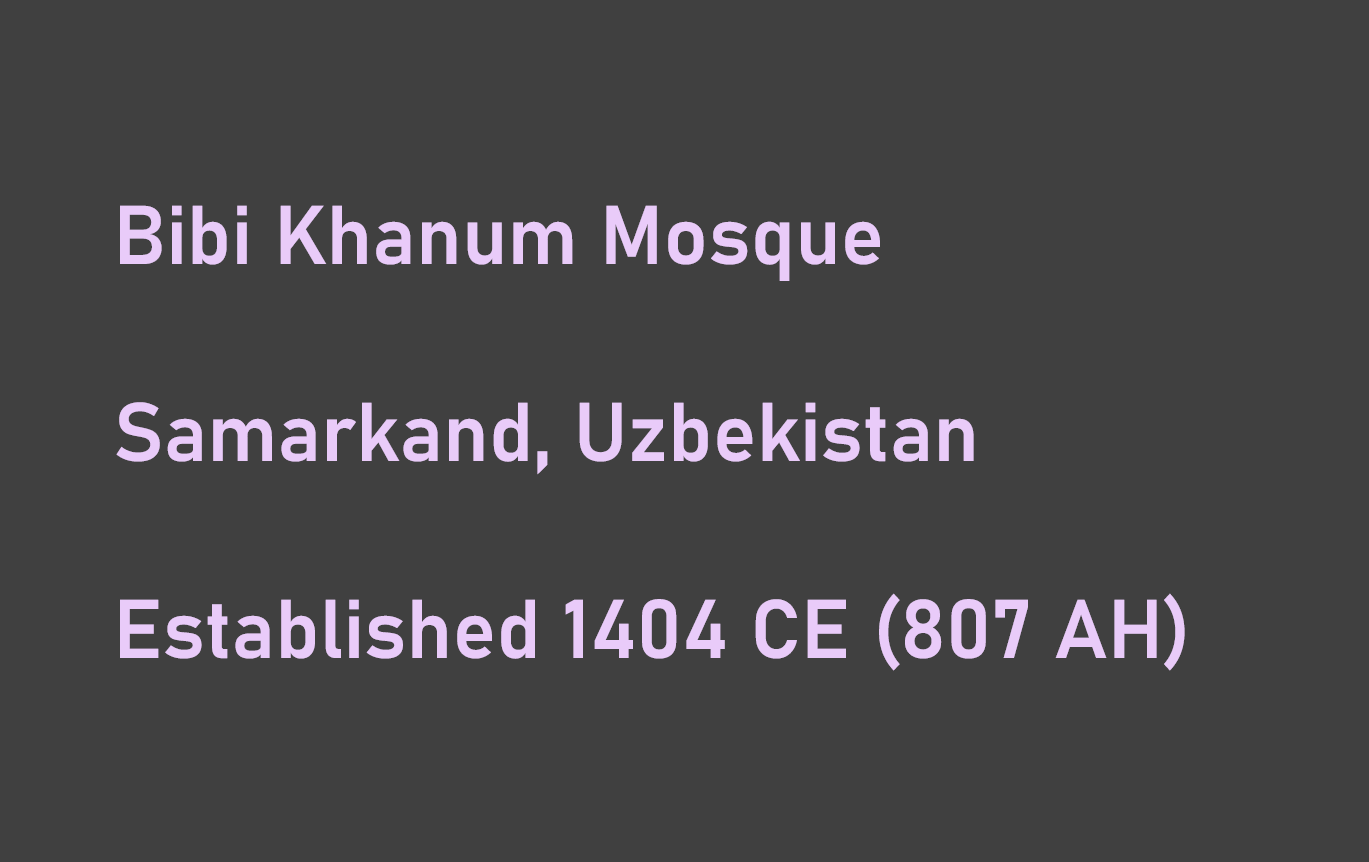 Bibi Khanum Mosque
Samarkand, Uzbekistan
Established 1404 CE (807 AH)